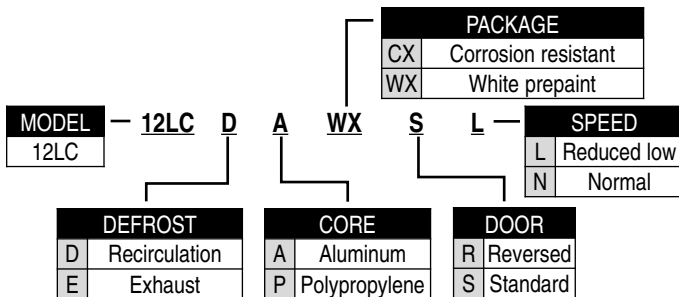 PACKAGE
CX Corrosion resistant
WX White prepaint
MODEL 12LC D A WX S L SPEED
12LC
L Reduced low
N Normal
DEFROST
D Recirculation
E Exhaust
CORE
A Aluminum
P Polypropylene
DOOR
R Reversed
S Standard